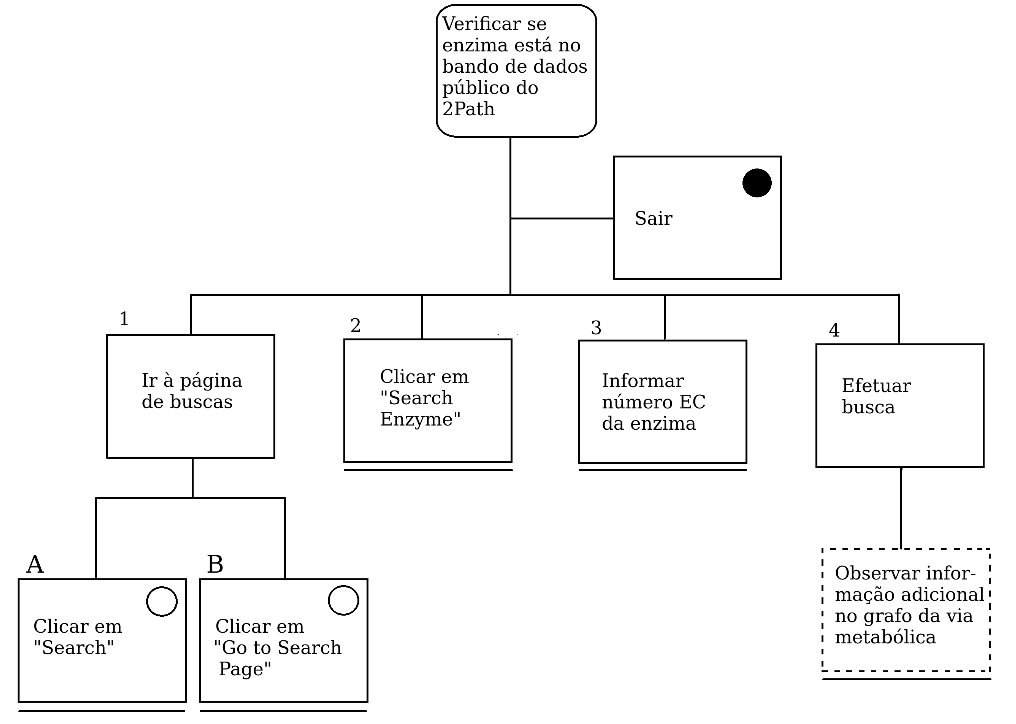 Verificar se
enzima está no
bando de dados
público do
2Path
Sair
1
Ir à página
de buscas
2
Clicar em
"Search
Enzyme"
3
Informar
número EC
da enzima
4
Efetuar
busca
A
Clicar em
"Search"
B
Clicar em
"Go to Search
Page"
Observar infor-
mação adicional
no grafo da via
metabólica